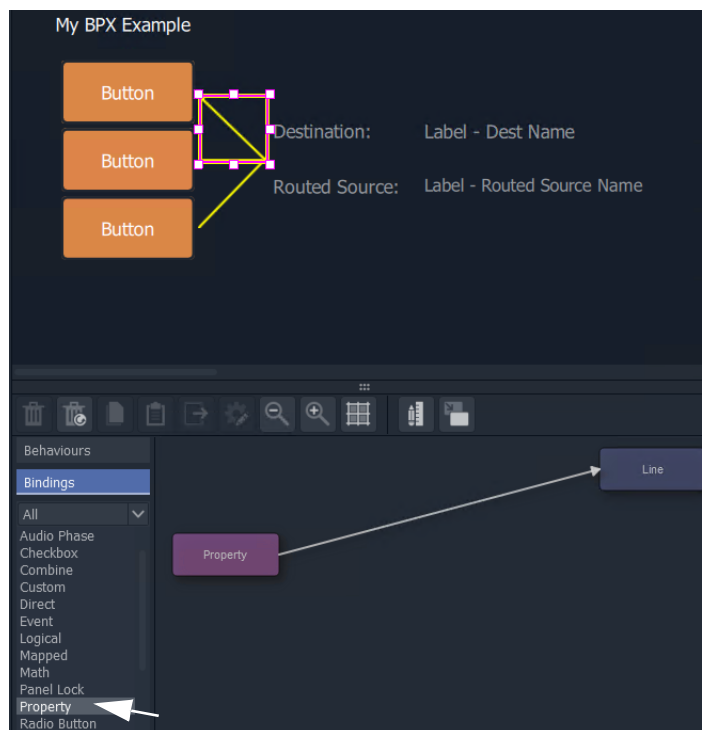 My BPX Example
Button
Button
Button
Destination: Label - Dest Name
Routed Source: Label - Routed Source Name
Behaviours
Bindings
All
Audio Phase
Checkbox
Combine
Custom
Direct
Event
Logical
Mapped
Math
Panel Lock
Property
Radio Button
Property
Line